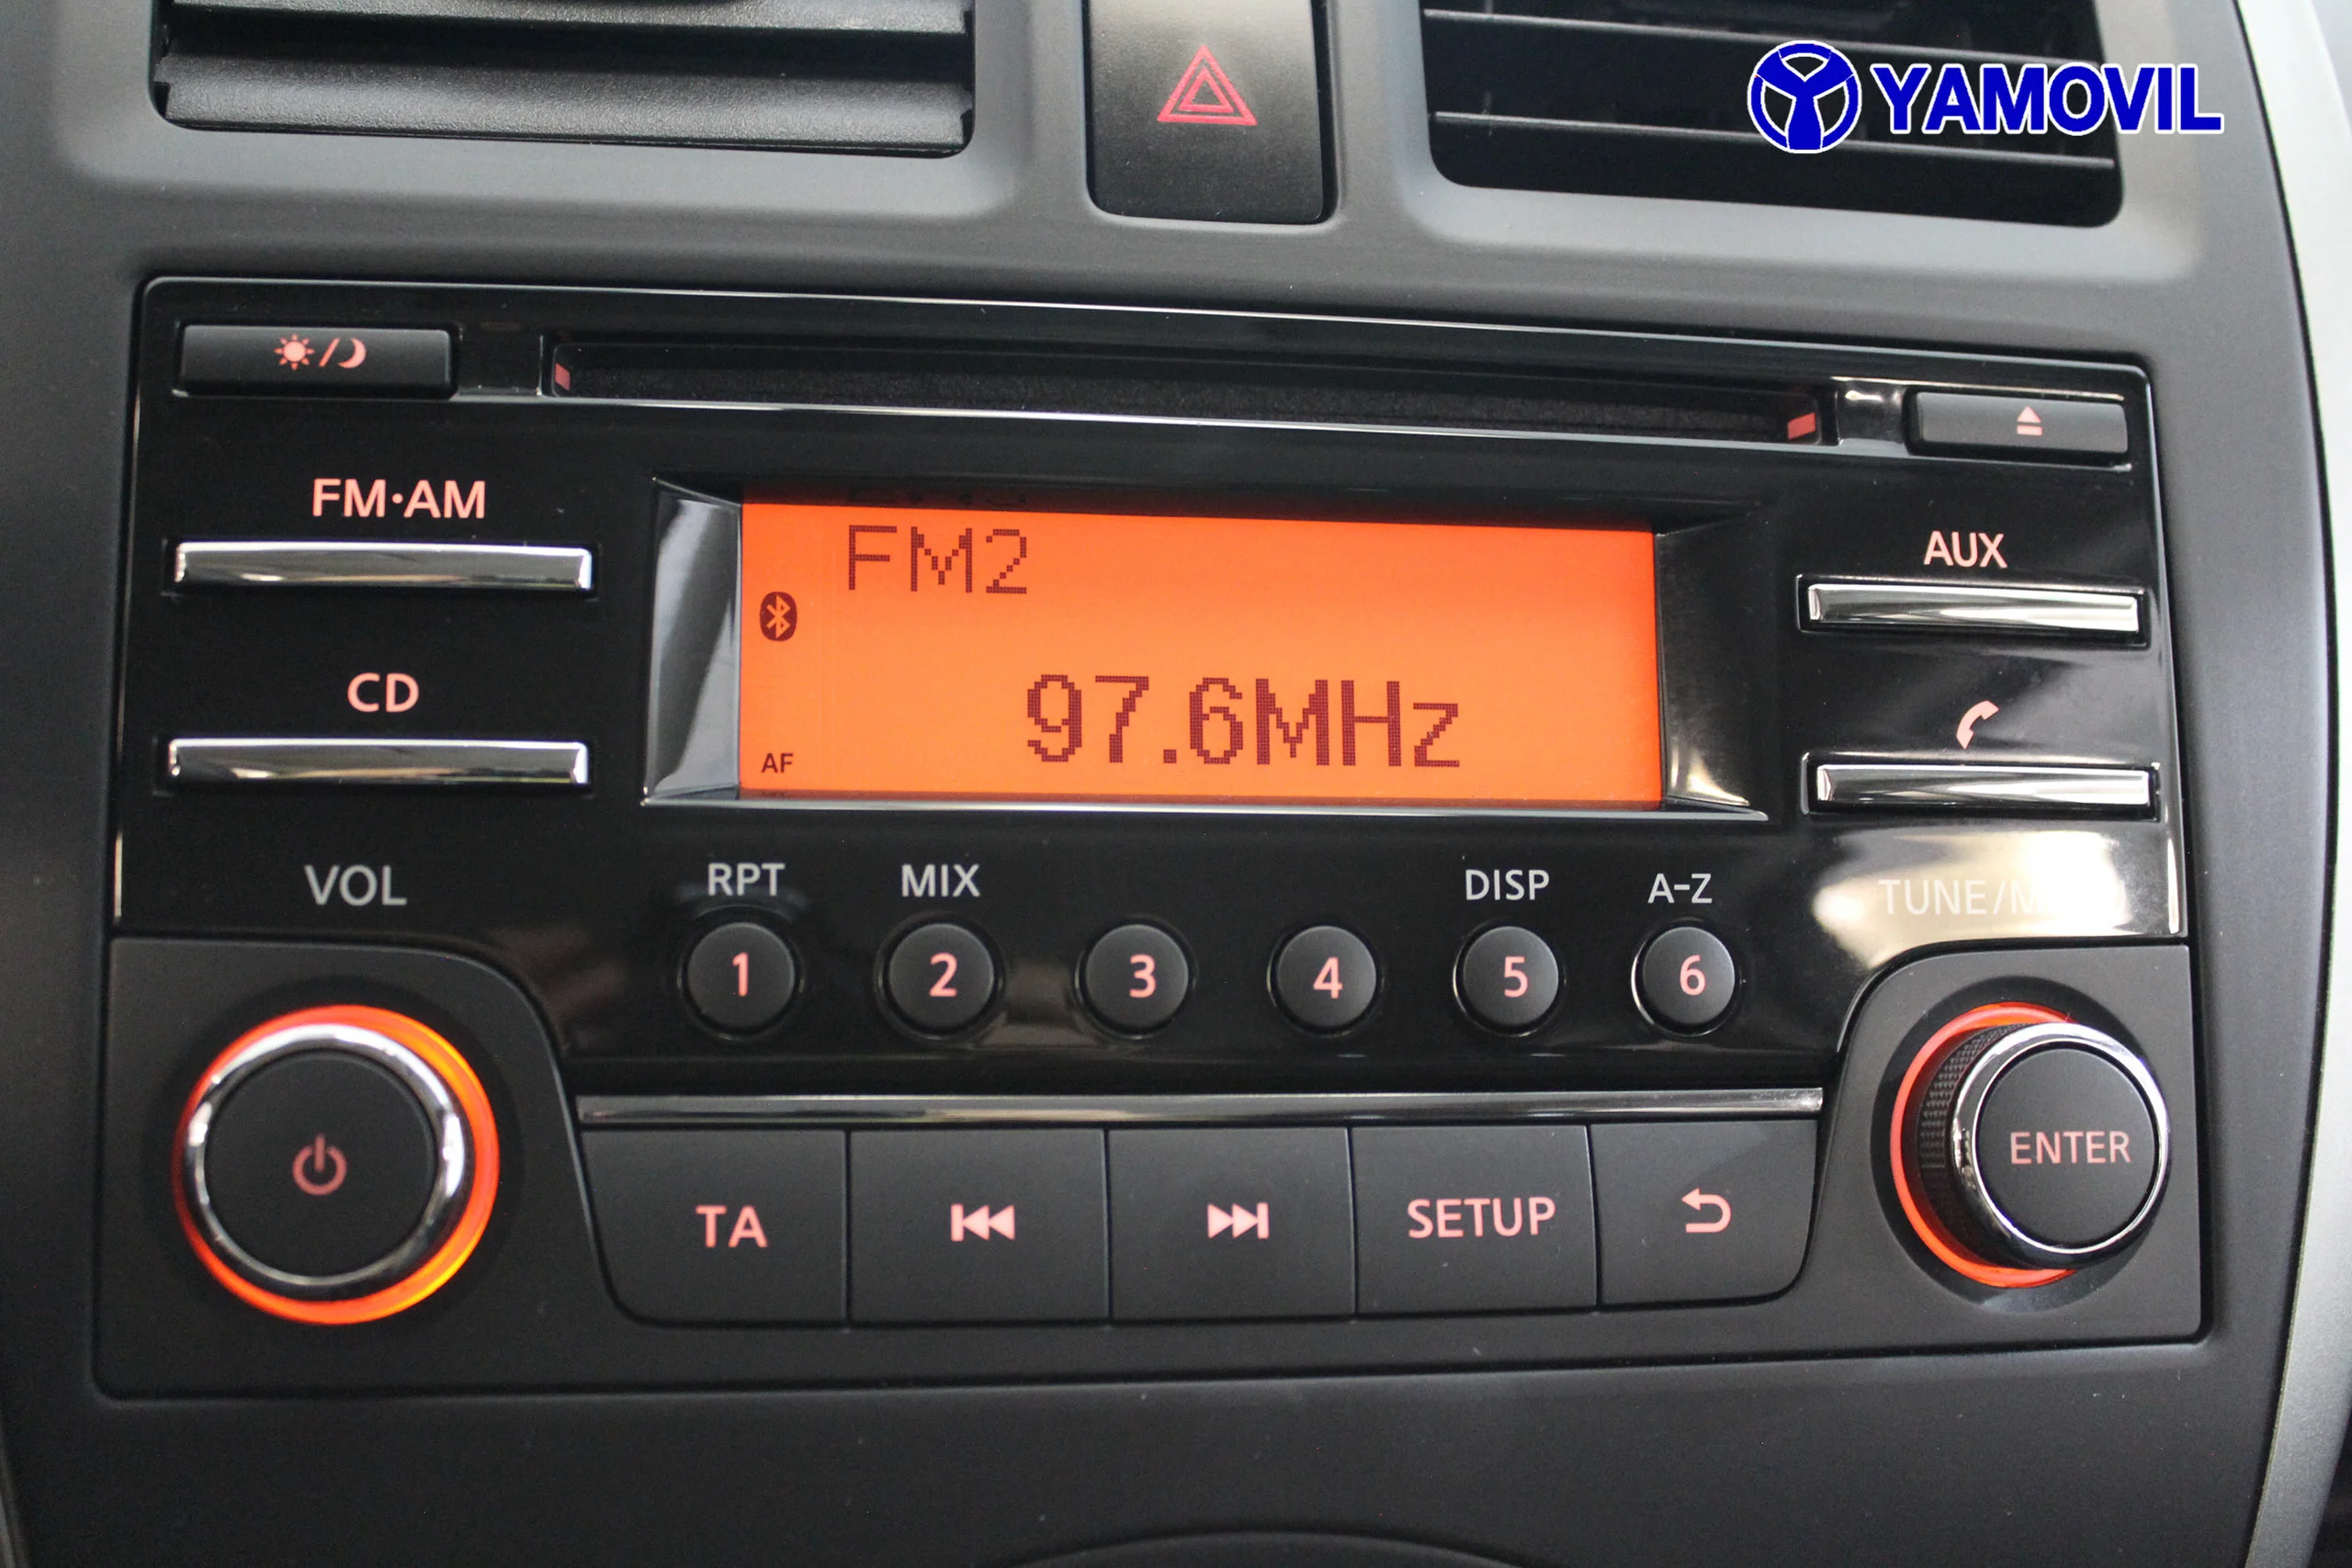 YAMOVIL
FM·AM
AUX
FM2
CD
97.6MHz
AF
VOL
RPT MIX DISP A-Z
TUNE/
1 2 3 4 5 6
ENTER
TA SETUP